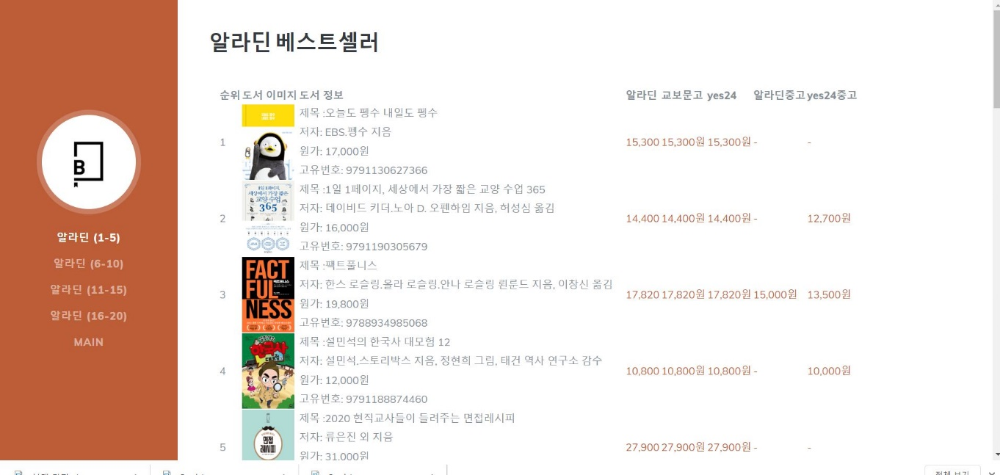 알라딘 베스트셀러
순위 도서 이미지 도서 정보 알라딘 교보문고 yes24 알라딘중고 yes24중고
제목 :오늘도 펭수 내일도 펭수
저자: EBS.펭수 지음
1 15,300 15,300원 15,300원 - -
원가: 17,000원
고유번호: 9791130627366
1일 1페이지,
세상에서 가장 짧은
교양 수업
365
제목 :1일 1페이지, 세상에서 가장 짧은 교양 수업 365
저자: 데이비드 키더.노아 D. 오펜하임 지음, 허성심 옮김
2 14,400 14,400원 14,400원 - 12,700원
원가: 16,000원
고유번호: 9791190305679
FACT
FUL
NESS
팩트풀니스
제목 :팩트풀니스
저자: 한스 로슬링.올라 로슬링.안나 로슬링 뢴룬드 지음, 이창신 옮김
3 17,820 17,820원 17,820원 15,000원 13,500원
원가: 19,800원
고유번호: 9788934985068
한국사
제목 :설민석의 한국사 대모험 12
저자: 설민석.스토리박스 지음, 정현희 그림, 태건 역사 연구소 감수
4 10,800 10,800원 10,800원 - 10,000원
원가: 12,000원
고유번호: 9791188874460
면접
레시피
제목 :2020 현직교사들이 들려주는 면접레시피
저자: 류은진 외 지음
5 27,900 27,900원 27,900원 - -
원가: 31,000원
B
알라딘 (1-5)
알라딘 (6-10)
알라딘 (11-15)
알라딘 (16-20)
MAIN
전체 보기